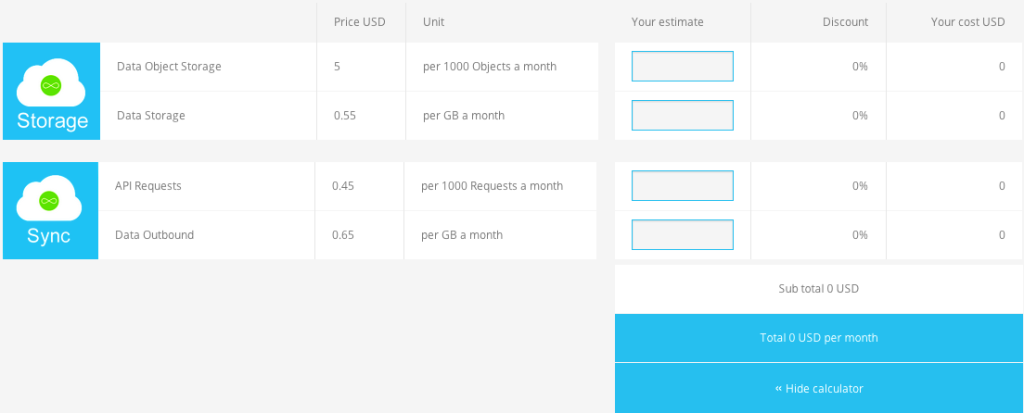 Price USD Unit Your estimate Discount Your cost USD
Data Object Storage 5 per 1000 Objects a month 0% 0
Storage
Data Storage 0.55 per GB a month 0% 0
API Requests 0.45 per 1000 Requests a month 0% 0
Sync
Data Outbound 0.65 per GB a month 0% 0
Sub total 0 USD
Total 0 USD per month
« Hide calculator